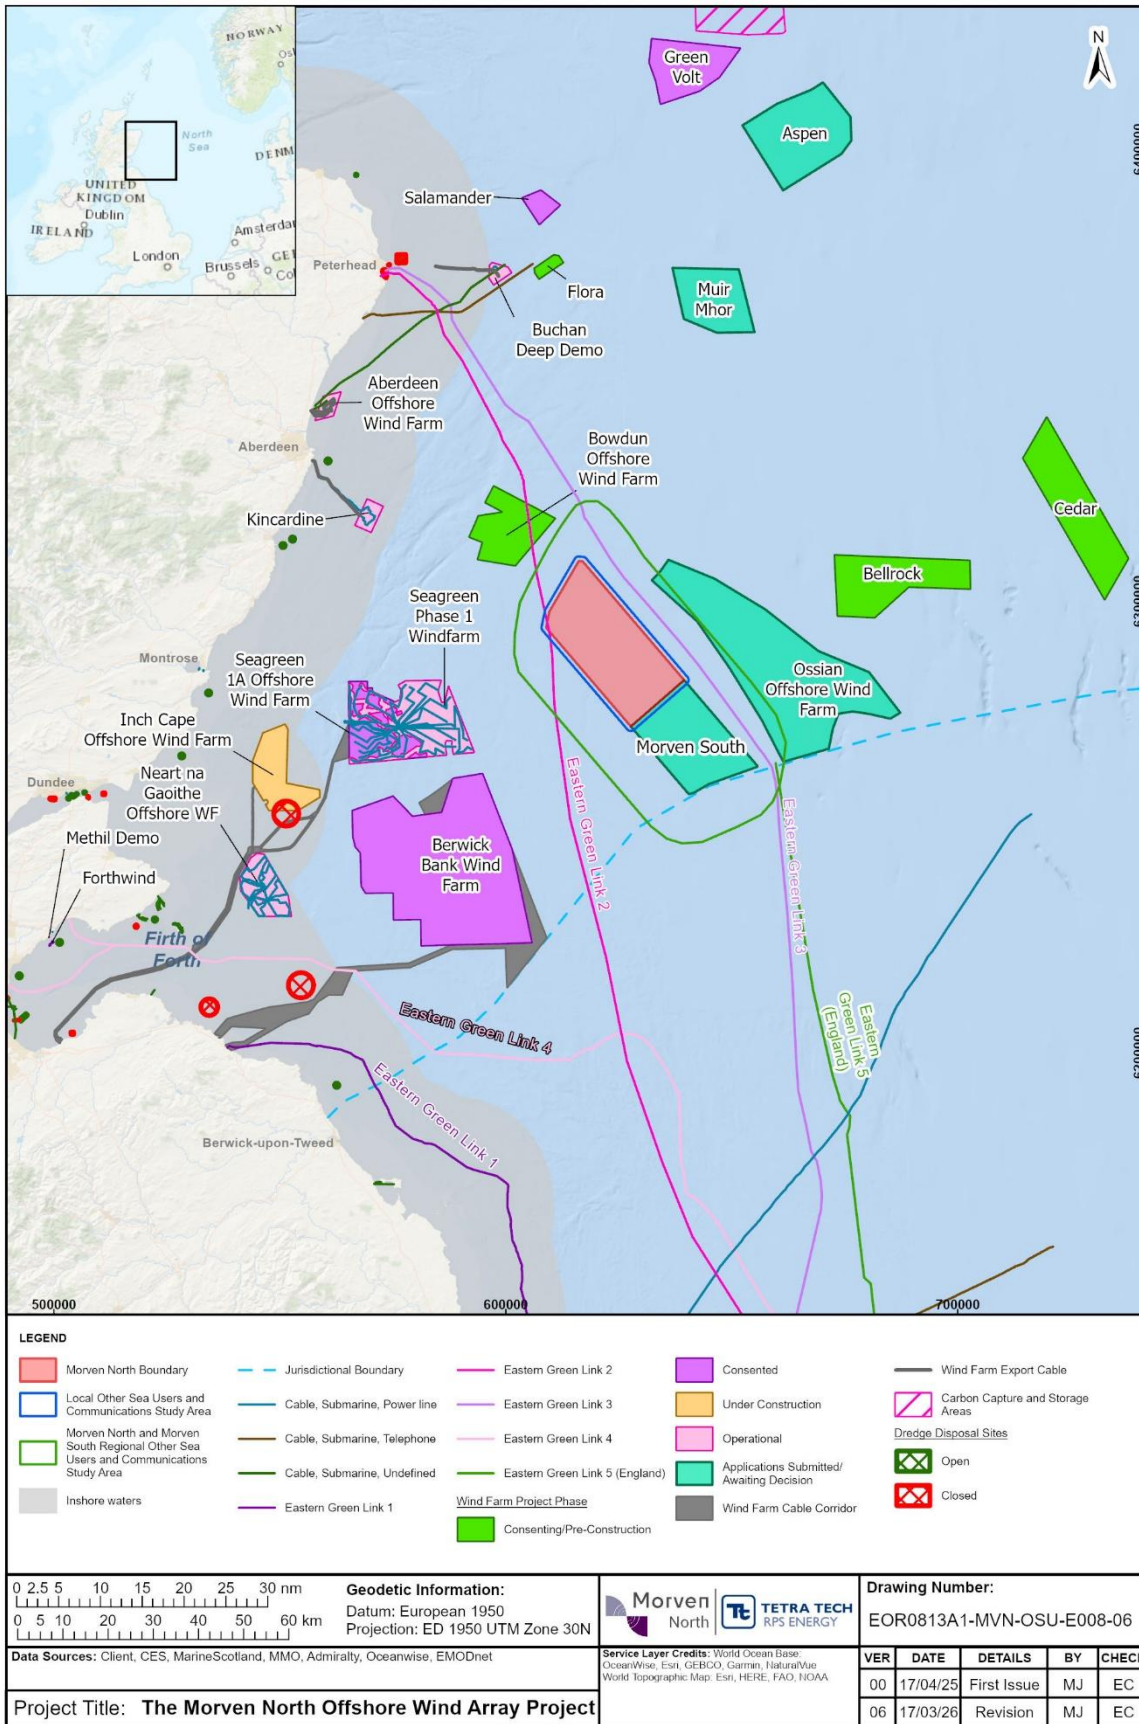 NORWAY
Osl
North
Sea
DENM
UNITED
KINGDOM
Dublin
IRELAND
Amsterdar
London
Brussels
GEI
Col
N
Green
Volt
Aspen
6400000
Salamander
Peterhead
Flora
Muir
Mhor
Buchan
Deep Demo
Aberdeen
Offshore
Wind Farm
Aberdeen
Bowdun
Offshore
Wind Farm
Kincardine
Cedar
Bellrock
6300000
Seagreen
Phase 1
Windfarm
Montrose
Seagreen
1A Offshore
Wind Farm
Ossian
Offshore Wind
Farm
Inch Cape
Offshore Wind Farm
Morven South
Neart na
Gaoithe
Offshore WF
Dundee
Methil Demo
Forthwind
Berwick
Bank Wind
Farm
Eastern Green Link 2
Eastern Green Link 3
Firth of
Forth
Eastern Green Link 4
Eastern
Green Link 5
(England)
Eastern Green Link 1
6200000
Berwick-upon-Tweed
500000
600000
700000
LEGEND
Morven North Boundary
Local Other Sea Users and
Communications Study Area
Morven North and Morven
South Regional Other Sea
Users and Communications
Study Area
Inshore waters
Jurisdictional Boundary
Cable, Submarine, Power line
Cable, Submarine, Telephone
Cable, Submarine, Undefined
Eastern Green Link 1
Eastern Green Link 2
Eastern Green Link 3
Eastern Green Link 4
Eastern Green Link 5 (England)
Wind Farm Project Phase
Consenting/Pre-Construction
Consented
Under Construction
Operational
Applications Submitted/
Awaiting Decision
Wind Farm Cable Corridor
Wind Farm Export Cable
Carbon Capture and Storage
Areas
Dredge Disposal Sites
Open
Closed
0 2.5 5 10 15 20 25 30 nm
0 5 10 20 30 40 50 60 km
Geodetic Information:
Datum: European 1950
Projection: ED 1950 UTM Zone 30N
Morven
North
Tt
TETRA TECH
RPS ENERGY
Drawing Number:
EOR0813A1-MVN-OSU-E008-06
Data Sources: Client, CES, MarineScotland, MMO, Admiralty, Oceanwise, EMODnet
Service Layer Credits: World Ocean Base:
OceanWise, Esri, GEBCO, Garmin, NaturalVue
World Topographic Map: Esri, HERE, FAO, NOAA
VER DATE DETAILS BY CHECK
00 17/04/25 First Issue MJ EC
06 17/03/26 Revision MJ EC
Project Title: The Morven North Offshore Wind Array Project